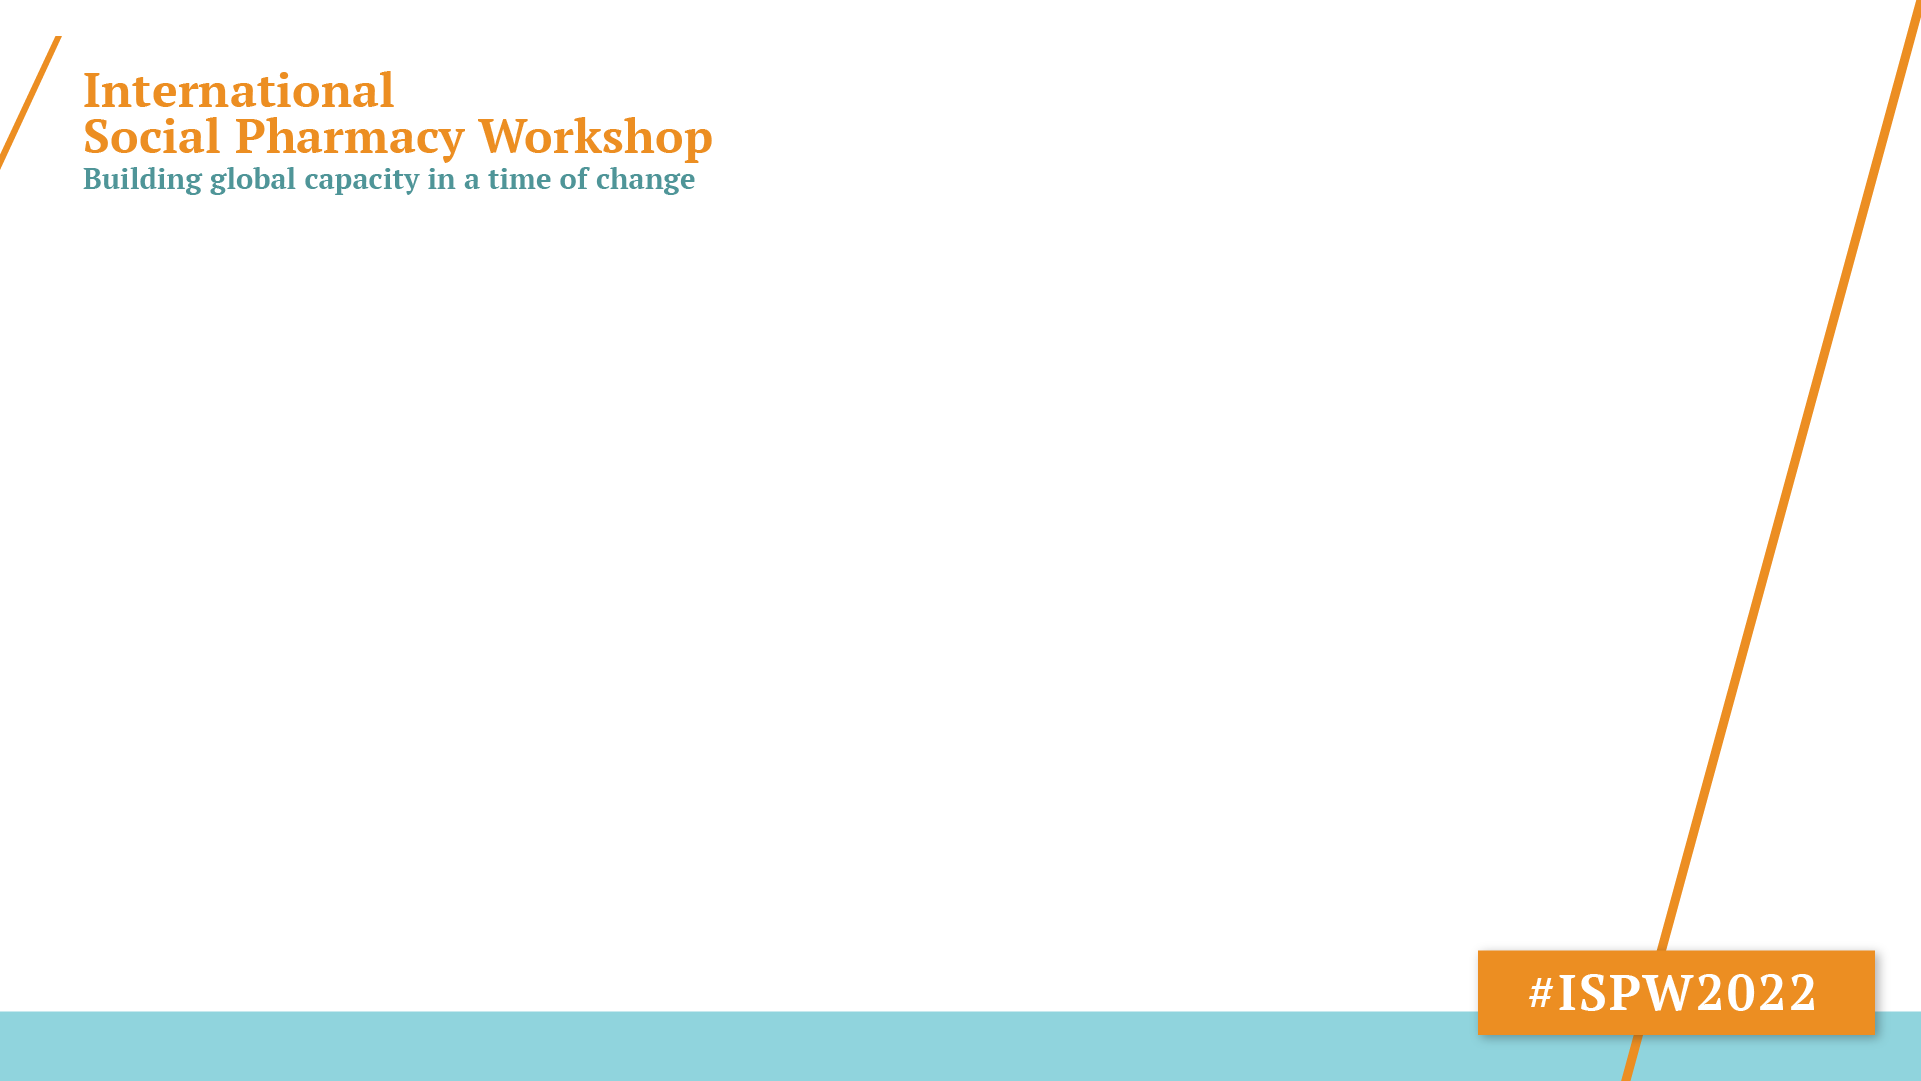 International
Social Pharmacy Workshop
Building global capacity in a time of change
#ISPW2022